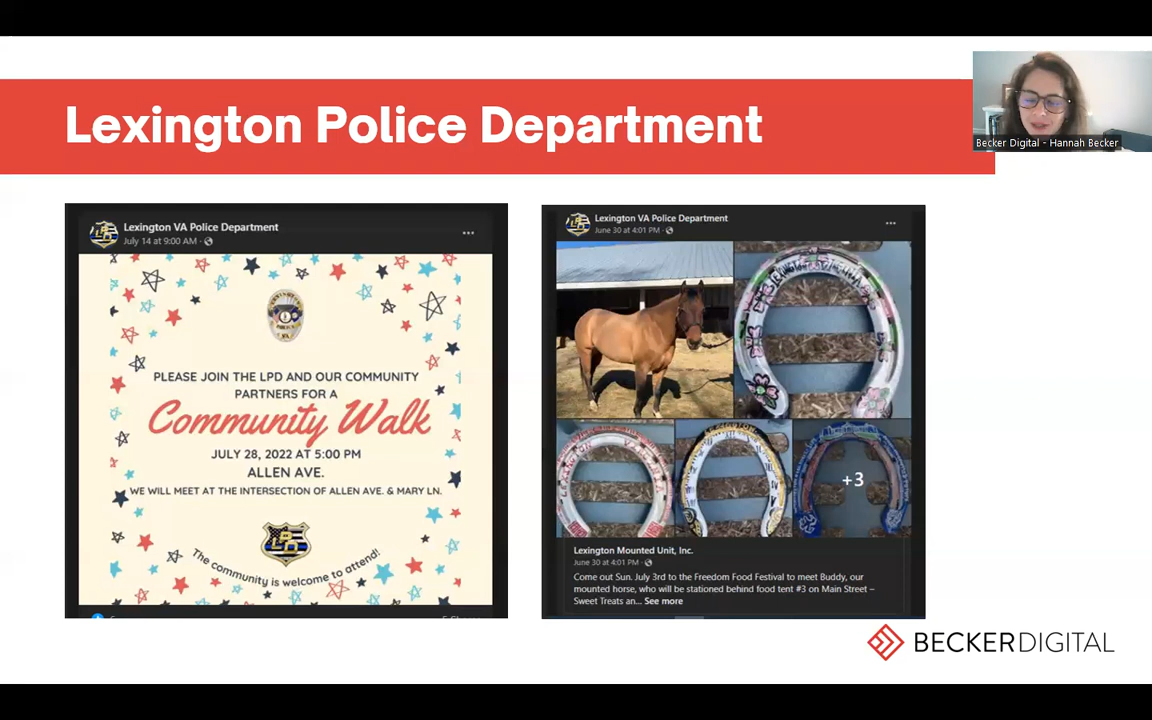 Lexington Police Department
Becker Digital - Hannah Becker
Lexington VA Police Department
July 14 at 9:00 AM ·
PLEASE JOIN THE LPD AND OUR COMMUNITY
PARTNERS FOR A
Community Walk
JULY 28, 2022 AT 5:00 PM
ALLEN AVE.
WE WILL MEET AT THE INTERSECTION OF ALLEN AVE. & MARY LN.
LPD
The community is welcome to attend!
Lexington VA Police Department
June 30 at 4:01 PM ·
LEXINGTON
+3
Lexington Mounted Unit, Inc.
June 30 at 4:01 PM ·
Come out Sun. July 3rd to the Freedom Food Festival to meet Buddy, our
mounted horse, who will be stationed behind food tent #3 on Main Street –
Sweet Treats an... See more
BECKERDIGITAL